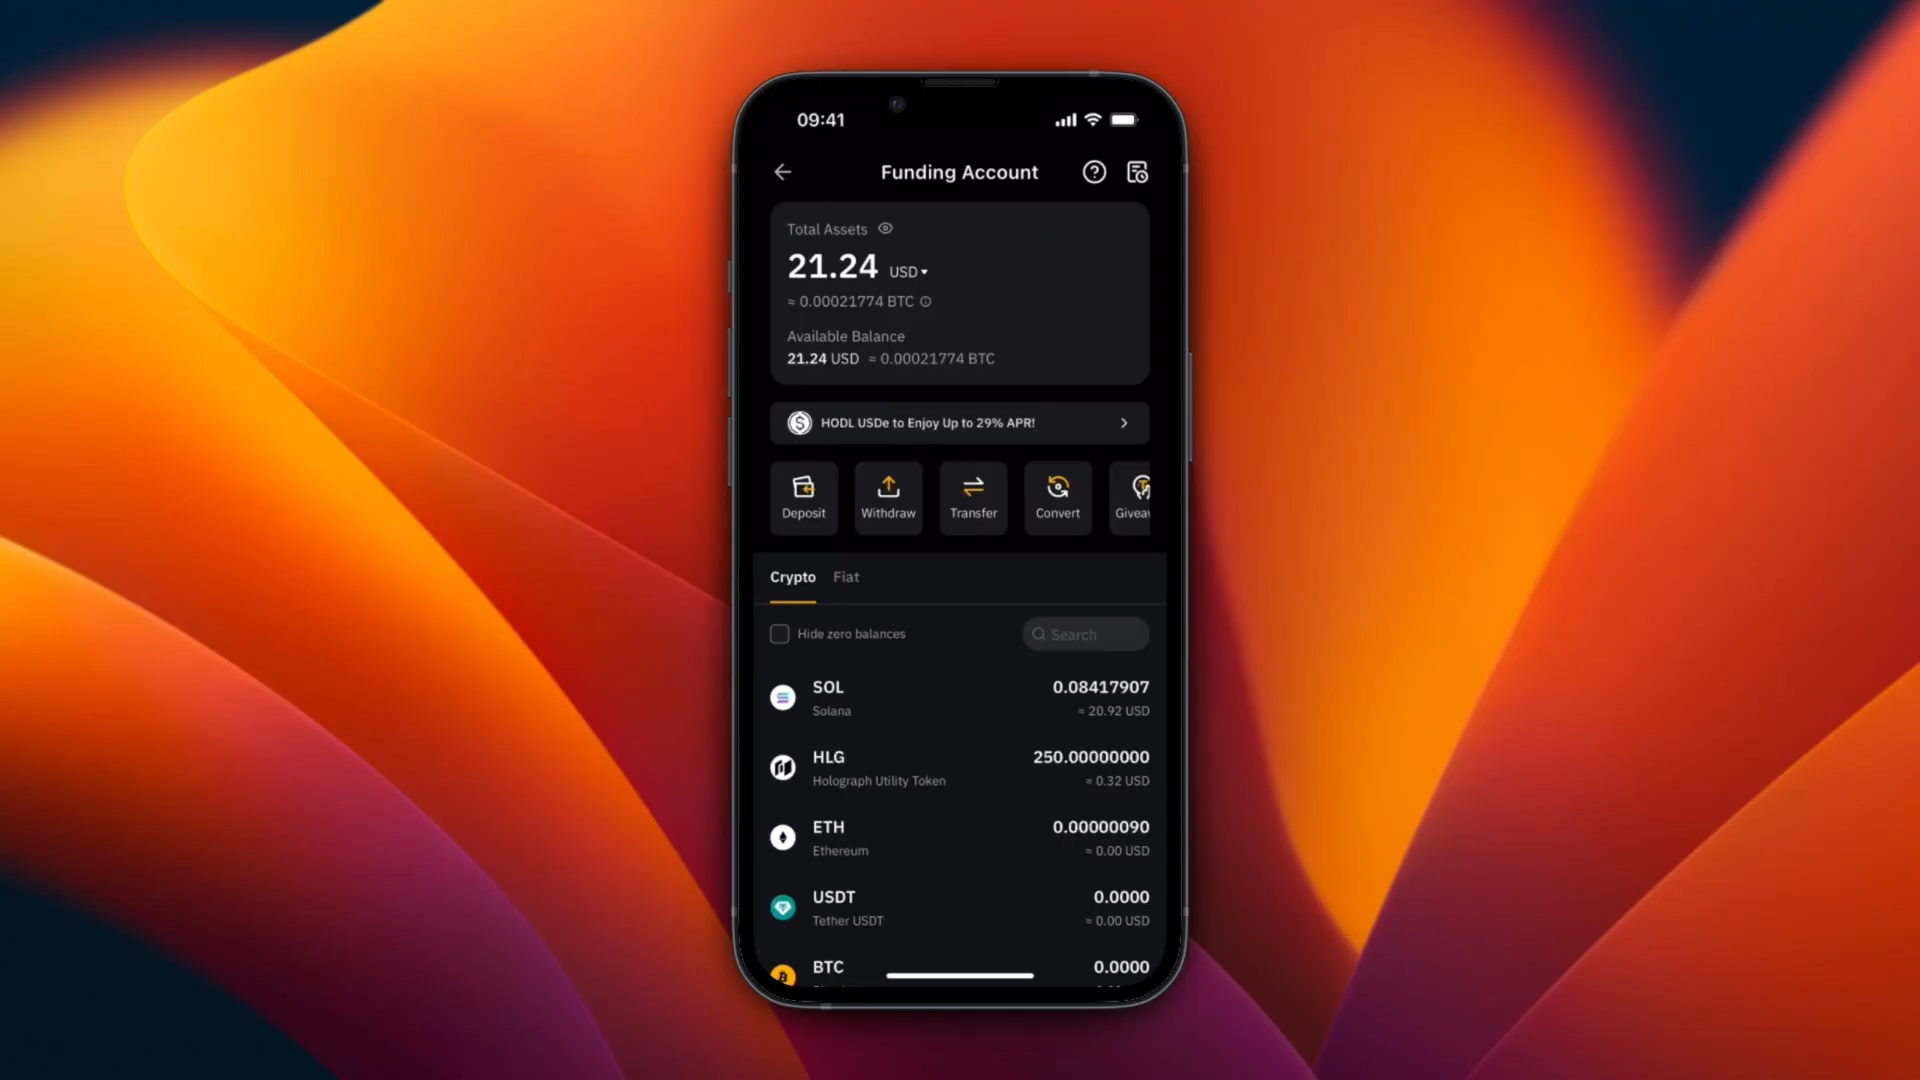 09:41
Funding Account
Total Assets
21.24 USD
≈ 0.00021774 BTC
Available Balance
21.24 USD ≈ 0.00021774 BTC
HODL USDe to Enjoy Up to 29% APR!
Deposit Withdraw Transfer Convert Giveaw
Crypto Fiat
Hide zero balances Search
SOL 0.08417907
Solana ≈ 20.92 USD
HLG 250.00000000
Holograph Utility Token ≈ 0.32 USD
ETH 0.00000090
Ethereum ≈ 0.00 USD
USDT 0.0000
Tether USDT ≈ 0.00 USD
BTC 0.0000